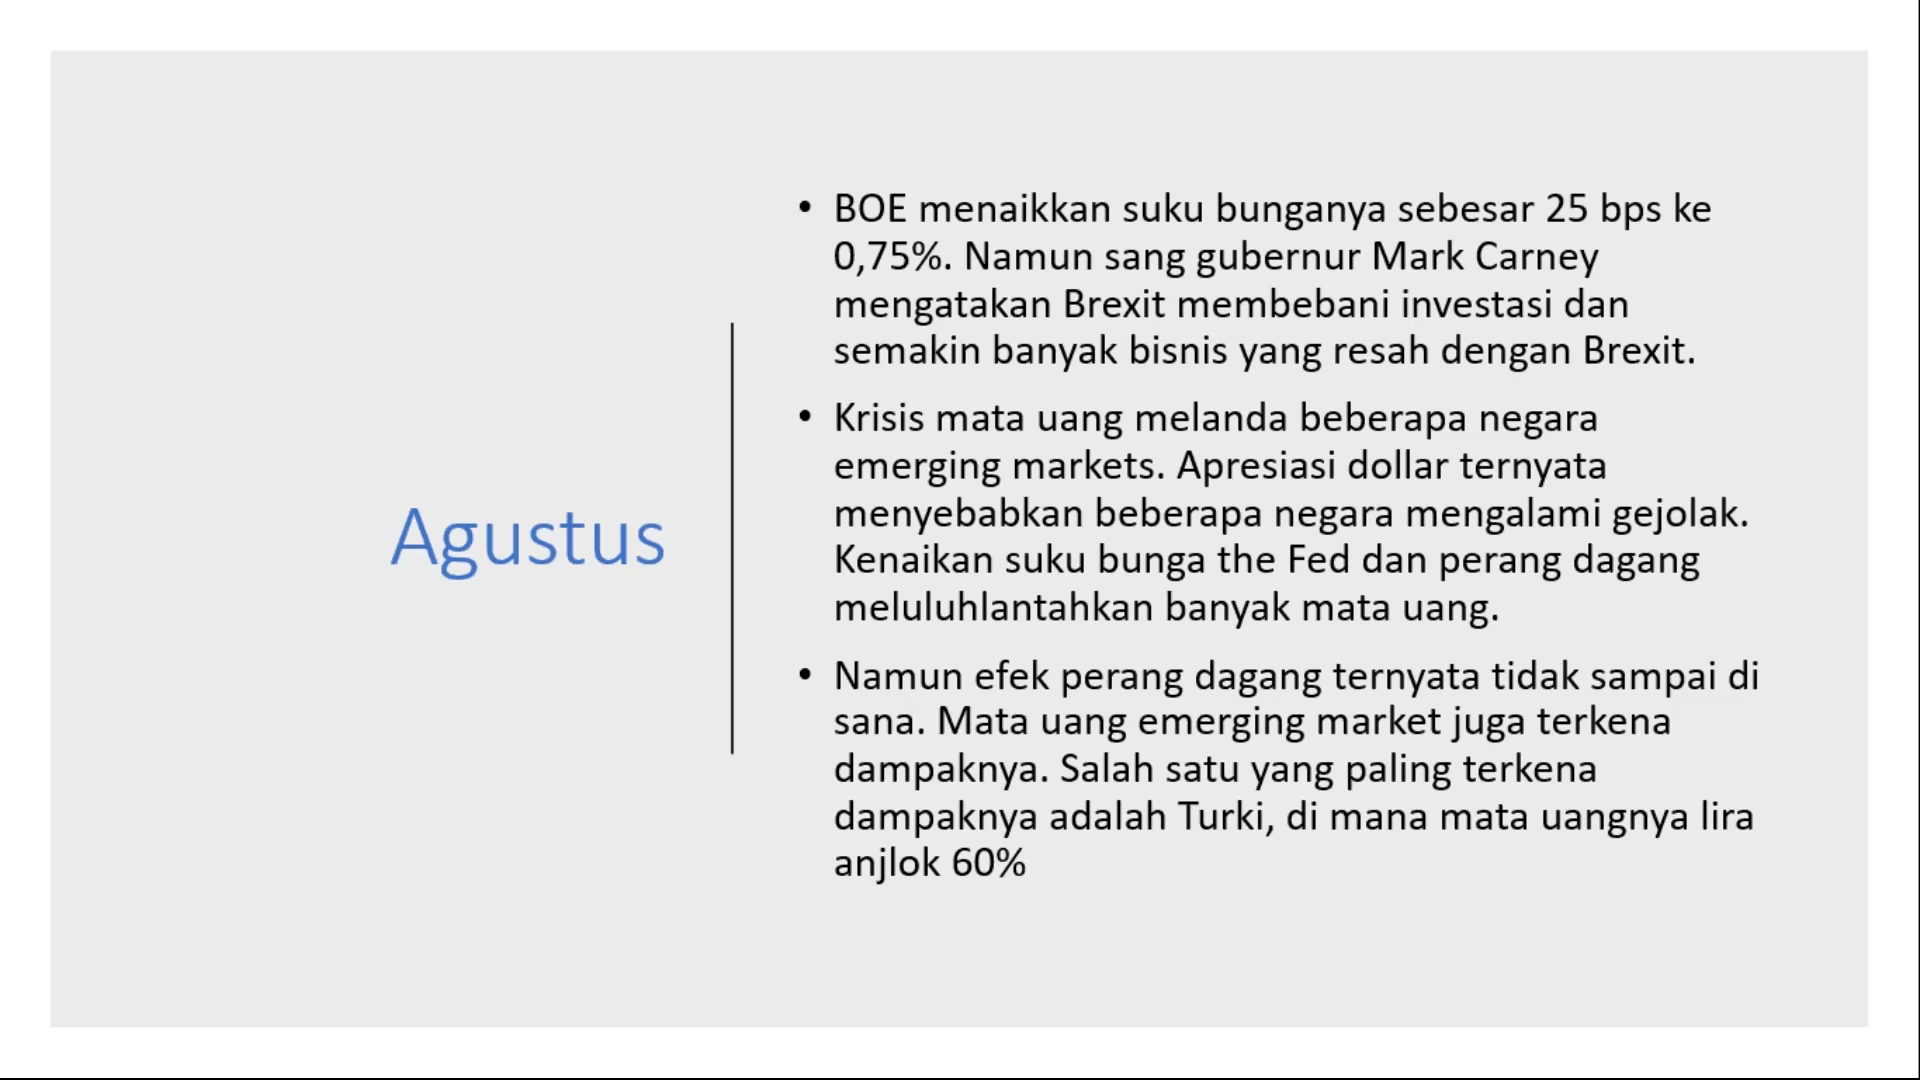 Agustus
• BOE menaikkan suku bunganya sebesar 25 bps ke
0,75%. Namun sang gubernur Mark Carney
mengatakan Brexit membebani investasi dan
semakin banyak bisnis yang resah dengan Brexit.
• Krisis mata uang melanda beberapa negara
emerging markets. Apresiasi dollar ternyata
menyebabkan beberapa negara mengalami gejolak.
Kenaikan suku bunga the Fed dan perang dagang
meluluhlantahkan banyak mata uang.
• Namun efek perang dagang ternyata tidak sampai di
sana. Mata uang emerging market juga terkena
dampaknya. Salah satu yang paling terkena
dampaknya adalah Turki, di mana mata uangnya lira
anjlok 60%